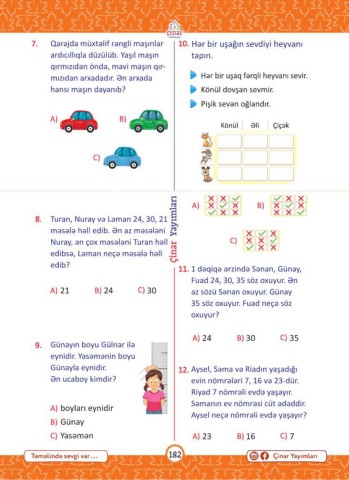 çinar
7. Qarajda müxtəlif rəngli maşınlar
ardıcıllıqla düzülüb. Yaşıl maşın
qırmızıdan öndə, mavi maşın qır-
mızıdan arxadadır. Ən arxada
hansı maşın dayanıb?
A)
B)
C)
8. Turan, Nuray və Ləman 24, 30, 21
məsələ həll edib. Ən az məsələni
Nuray, ən çox məsələni Turan həll
edibsə, Ləman neçə məsələ həll
edib?
A) 21 B) 24 C) 30
9. Günayın boyu Gülnar ilə
eynidir. Yasəmənin boyu
Günayla eynidir.
Ən ucaboy kimdir?
A) boyları eynidir
B) Günay
C) Yasəmən
Çinar Yayımları
10. Hər bir uşağın sevdiyi heyvanı
tapın.
Hər bir uşaq fərqli heyvanı sevir.
Könül dovşan sevmir.
Pişik sevən oğlandır.
Könül Əli Çiçək
A)
B)
C)
11. 1 dəqiqə ərzində Sənan, Günay,
Fuad 24, 30, 35 söz oxuyur. Ən
az sözü Sənan oxuyur. Günay
35 söz oxuyur. Fuad neçə söz
oxuyur?
A) 24 B) 30 C) 35
12. Aysel, Səma və Riadın yaşadığı
evin nömrələri 7, 16 və 23-dür.
Riyad 7 nömrəli evdə yaşayır.
Səmanın ev nömrəsi cüt ədəddir.
Aysel neçə nömrəli evdə yaşayır?
A) 23 B) 16 C) 7
Təməlində sevgi var ...
182
Çinar Yayımları